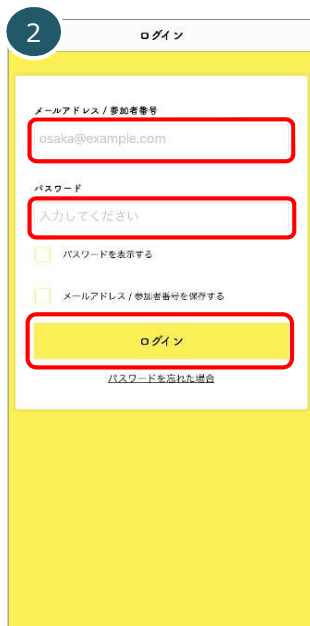 2
ログイン
メールアドレス / 参加者番号
osaka@example.com
パスワード
入力してください
パスワードを表示する
メールアドレス / 参加者番号を保存する
ログイン
パスワードを忘れた場合